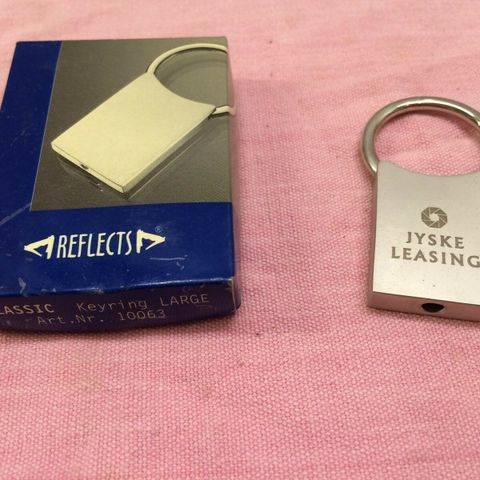 REFLECTS®
LASSIC Keyring LARGE
Art.Nr. 10063
JYSKE
LEASING